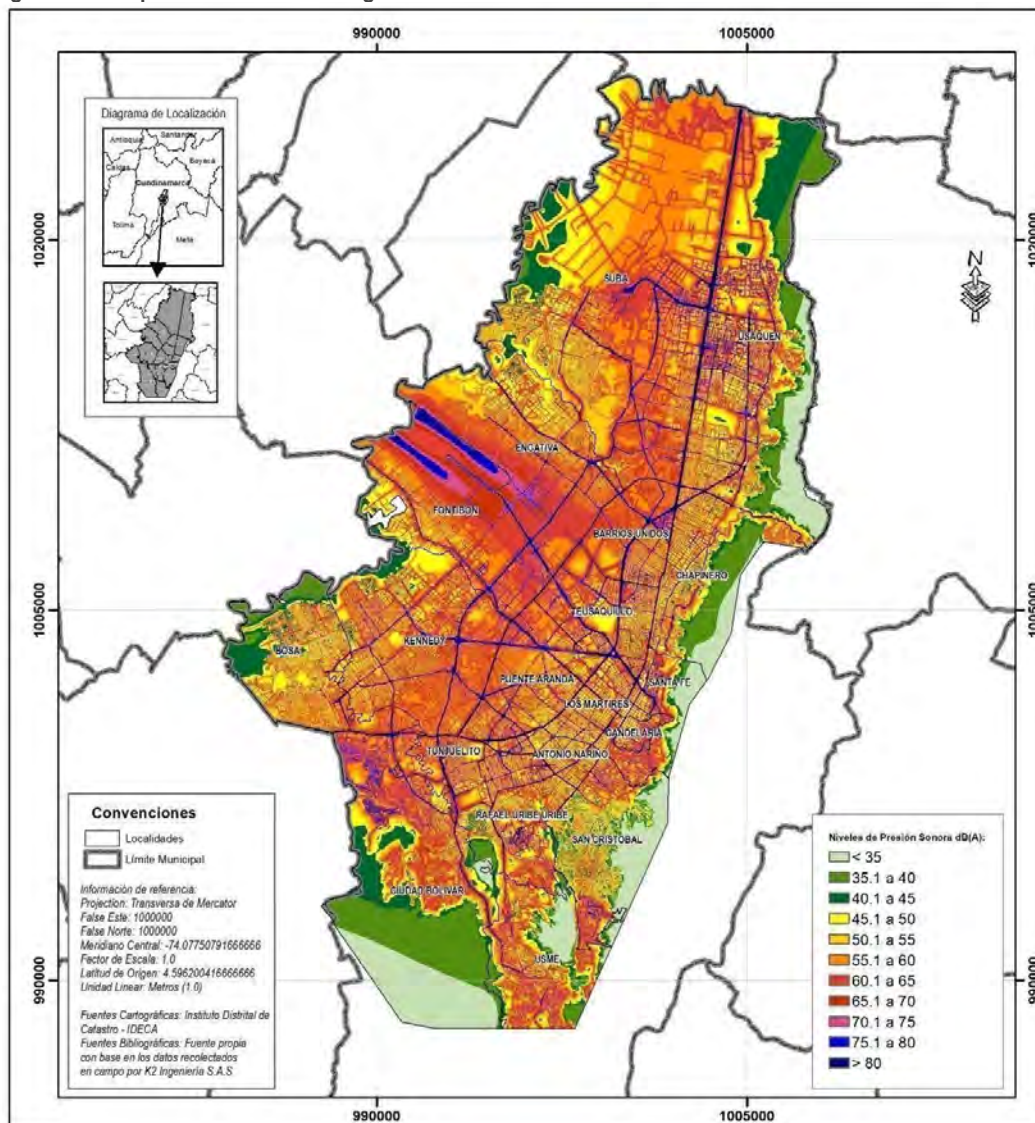 990000
1005000
Diagrama de Localización
Antioquia
Santander
Boyacá
Caldas
Cundinamarca
Tolima
Meta
1020000
1020000
N
SUBA
USAQUEN
ENGATIVA
FONTIBON
BARRIOS UNIDOS
CHAPINERO
1005000
1005000
TEUSAQUILLO
KENNEDY
BOSA
PUENTE ARANDA
SANTA FE
LOS MARTIRES
CANDELARIA
TUNJUELITO
ANTONIO NARIÑO
RAFAEL URIBE URIBE
SAN CRISTOBAL
CIUDAD BOLIVAR
USME
990000
990000
Convenciones
Localidades
Límite Municipal
Información de referencia:
Projection: Transversa de Mercator
False Este: 1000000
False Norte: 1000000
Meridiano Central: -74.07750791666666
Factor de Escala: 1.0
Latitud de Origen: 4.596200416666666
Unidad Linear: Metros (1.0)
Fuentes Cartográficas: Instituto Distrital de
Catastro - IDECA
Fuentes Bibliográficas: Fuente propia
con base en los datos recolectados
en campo por K2 Ingeniería S.A.S
Niveles de Presión Sonora dB(A):
< 35
35.1 a 40
40.1 a 45
45.1 a 50
50.1 a 55
55.1 a 60
60.1 a 65
65.1 a 70
70.1 a 75
75.1 a 80
> 80
990000
1005000